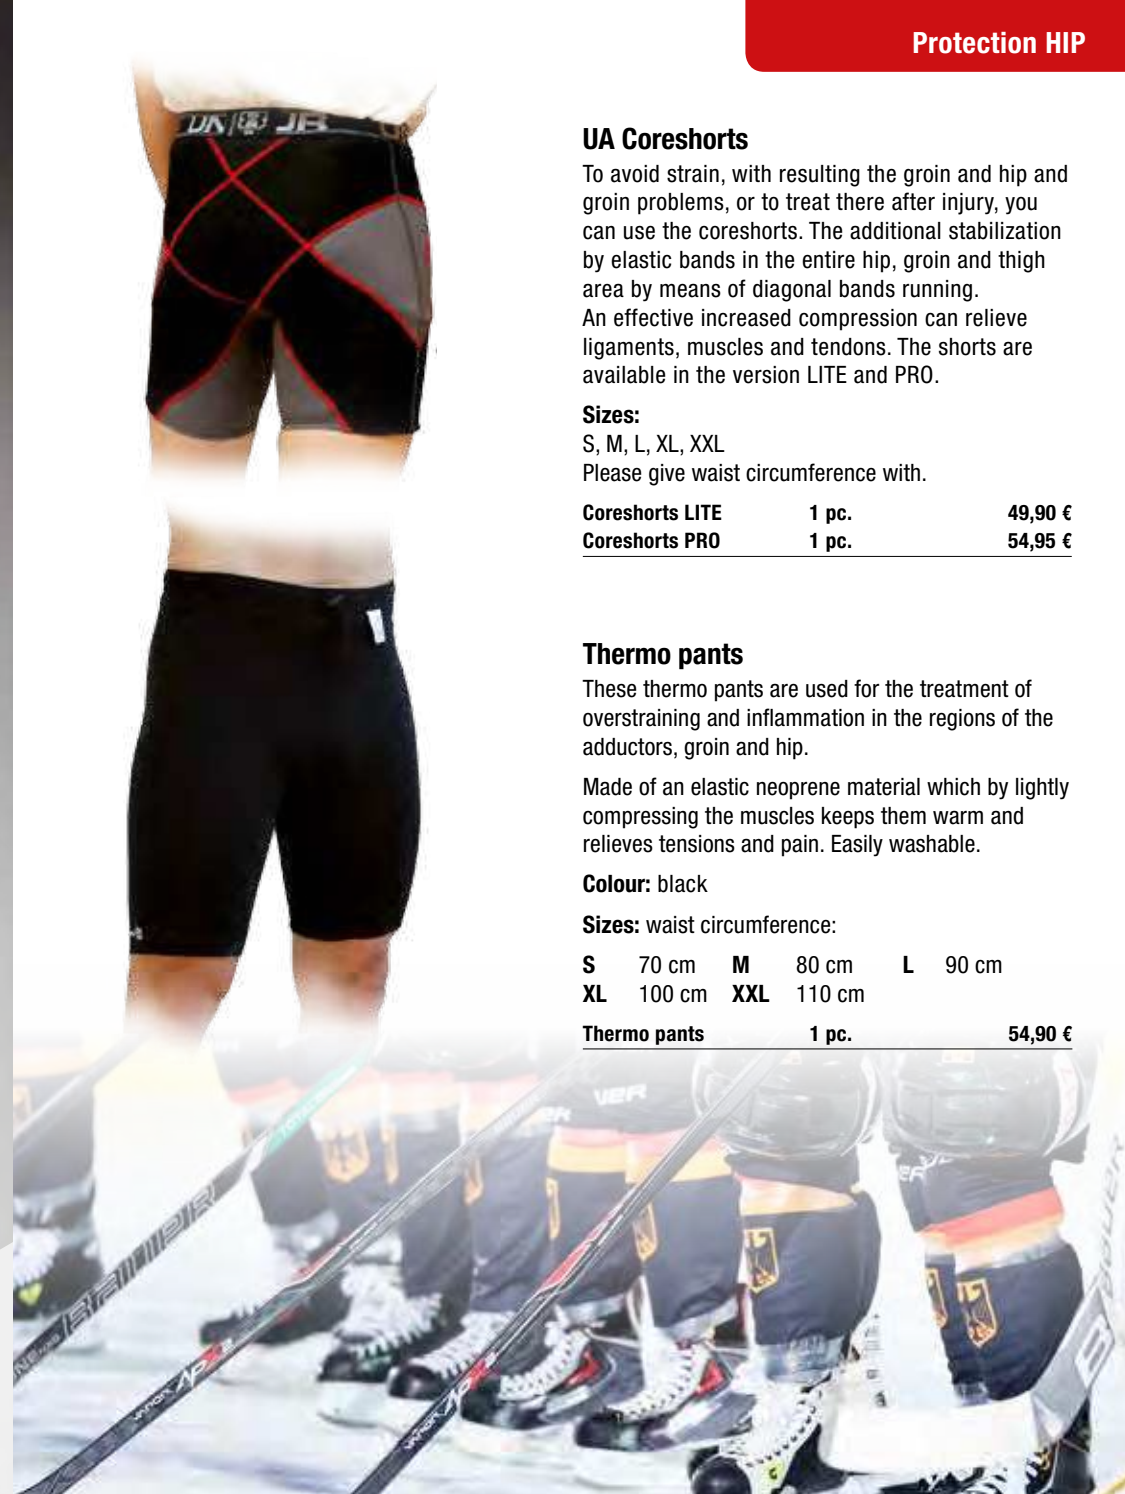 Protection HIP
UA Coreshorts
To avoid strain, with resulting the groin and hip and
groin problems, or to treat there after injury, you
can use the coreshorts. The additional stabilization
by elastic bands in the entire hip, groin and thigh
area by means of diagonal bands running.
An effective increased compression can relieve
ligaments, muscles and tendons. The shorts are
available in the version LITE and PRO.
Sizes:
S, M, L, XL, XXL
Please give waist circumference with.
Coreshorts LITE 1 pc. 49,90 €
Coreshorts PRO 1 pc. 54,95 €
Thermo pants
These thermo pants are used for the treatment of
overstraining and inflammation in the regions of the
adductors, groin and hip.
Made of an elastic neoprene material which by lightly
compressing the muscles keeps them warm and
relieves tensions and pain. Easily washable.
Colour: black
Sizes: waist circumference:
S 70 cm M 80 cm L 90 cm
XL 100 cm XXL 110 cm
Thermo pants 1 pc. 54,90 €
BAUER
VAPOR APX2
VAPOR APX2
BAUER